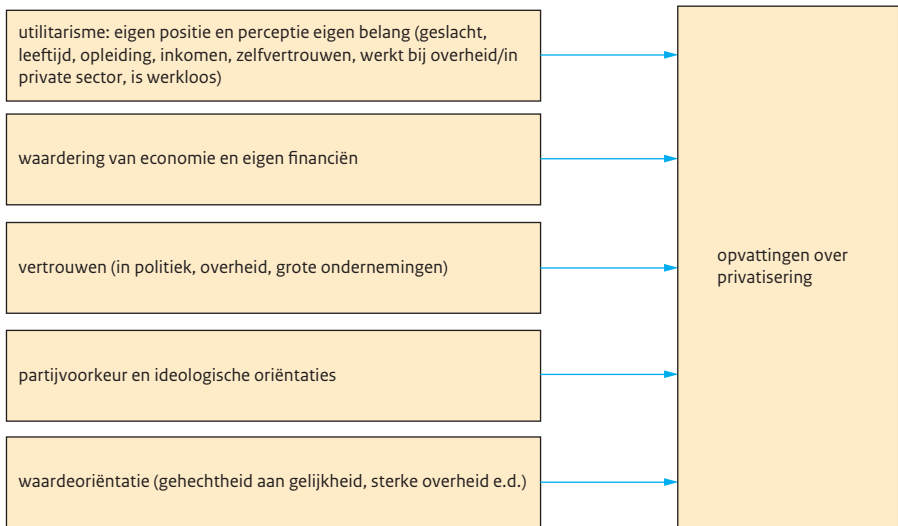 utilitarisme: eigen positie en perceptie eigen belang (geslacht,
leeftijd, opleiding, inkomen, zelfvertrouwen, werkt bij overheid/in
private sector, is werkloos)
waardering van economie en eigen financiën
vertrouwen (in politiek, overheid, grote ondernemingen)
opvattingen over
privatisering
partijvoorkeur en ideologische oriëntaties
waardeoriëntatie (gehechtheid aan gelijkheid, sterke overheid e.d.)